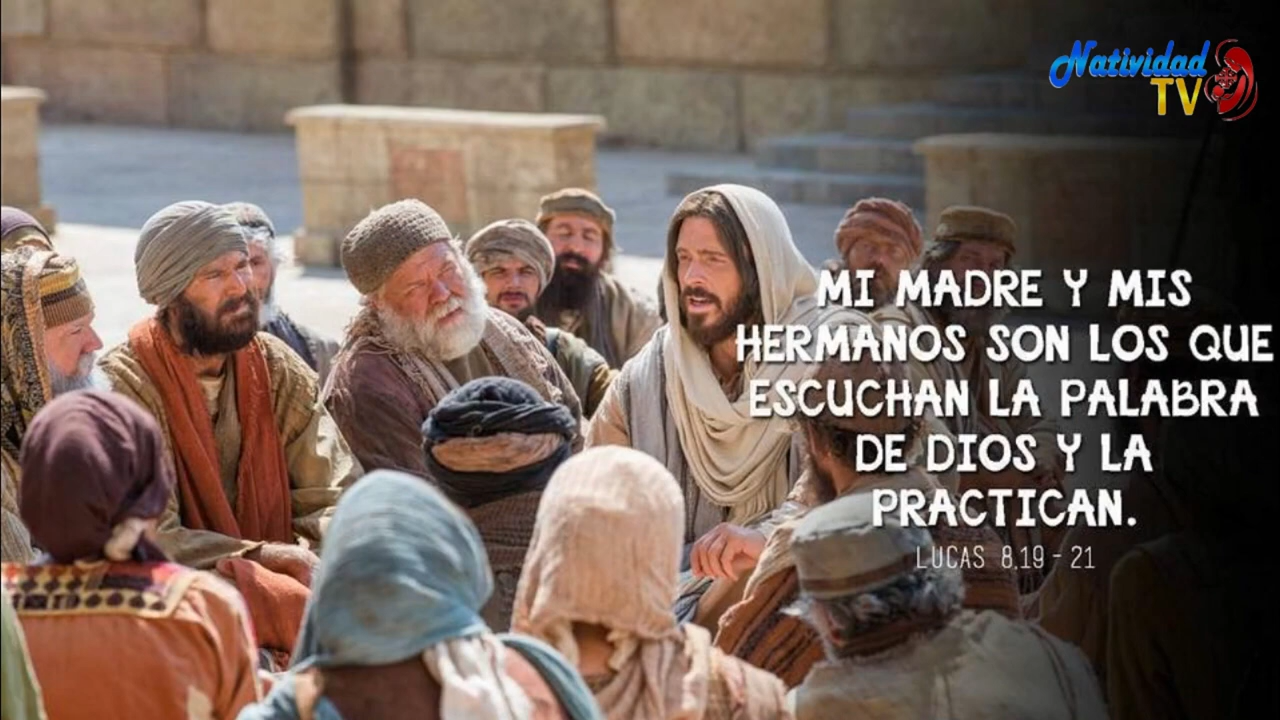 Natividad
TV
MI MADRE Y MIS
HERMANOS SON LOS QUE
ESCUCHAN LA PALABRA
DE DIOS Y LA
PRACTICAN.
LUCAS 8,19 - 21